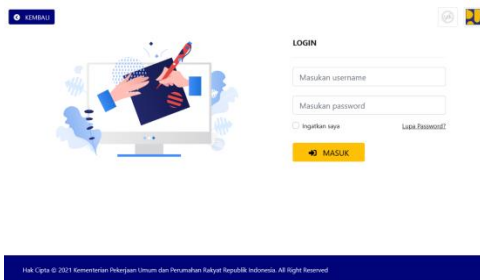 KEMBALI
LOGIN
Masukan username
Masukan password
Ingatkan saya
Lupa Password?
MASUK
Hak Cipta © 2021 Kementerian Pekerjaan Umum dan Perumahan Rakyat Republik Indonesia. All Right Reserved